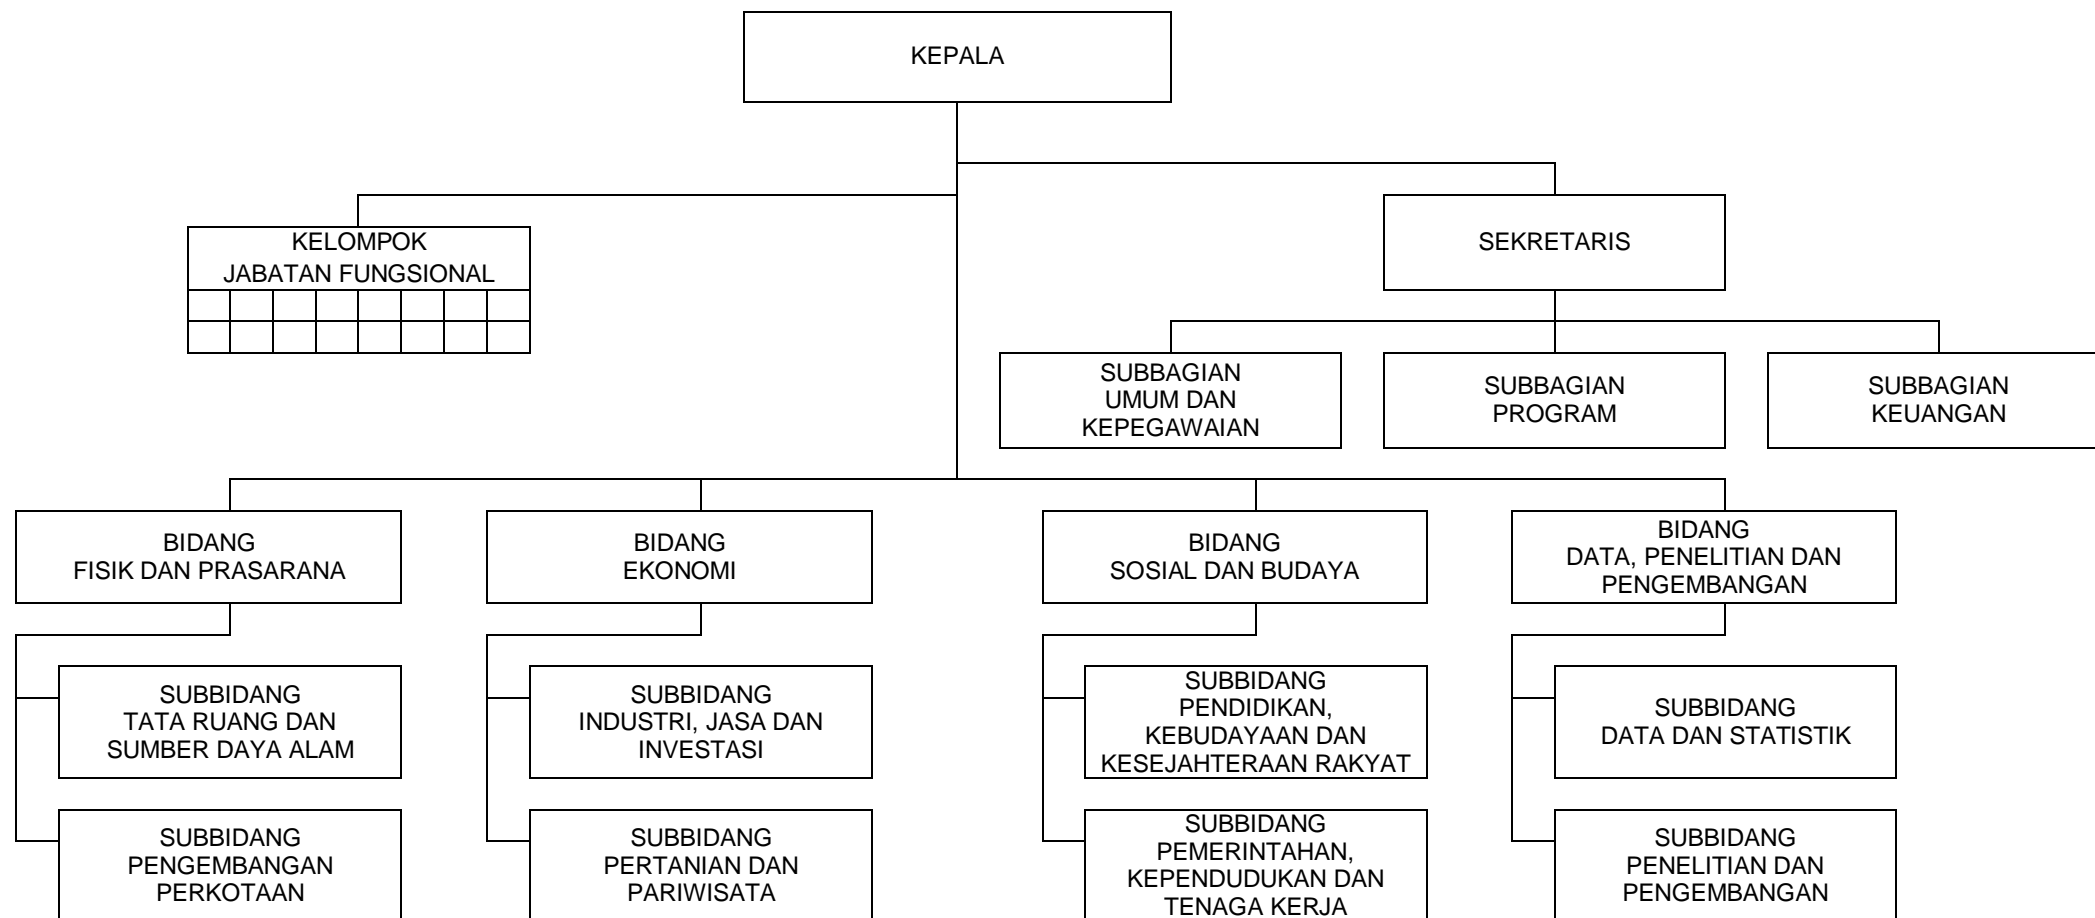 KEPALA
KELOMPOK
JABATAN FUNGSIONAL
SEKRETARIS
SUBBAGIAN
UMUM DAN
KEPEGAWAIAN
SUBBAGIAN
PROGRAM
SUBBAGIAN
KEUANGAN
BIDANG
FISIK DAN PRASARANA
BIDANG
EKONOMI
BIDANG
SOSIAL DAN BUDAYA
BIDANG
DATA, PENELITIAN DAN
PENGEMBANGAN
SUBBIDANG
TATA RUANG DAN
SUMBER DAYA ALAM
SUBBIDANG
INDUSTRI, JASA DAN
INVESTASI
SUBBIDANG
PENDIDIKAN,
KEBUDAYAAN DAN
KESEJAHTERAAN RAKYAT
SUBBIDANG
DATA DAN STATISTIK
SUBBIDANG
PENGEMBANGAN
PERKOTAAN
SUBBIDANG
PERTANIAN DAN
PARIWISATA
SUBBIDANG
PEMERINTAHAN,
KEPENDUDUKAN DAN
TENAGA KERJA
SUBBIDANG
PENELITIAN DAN
PENGEMBANGAN